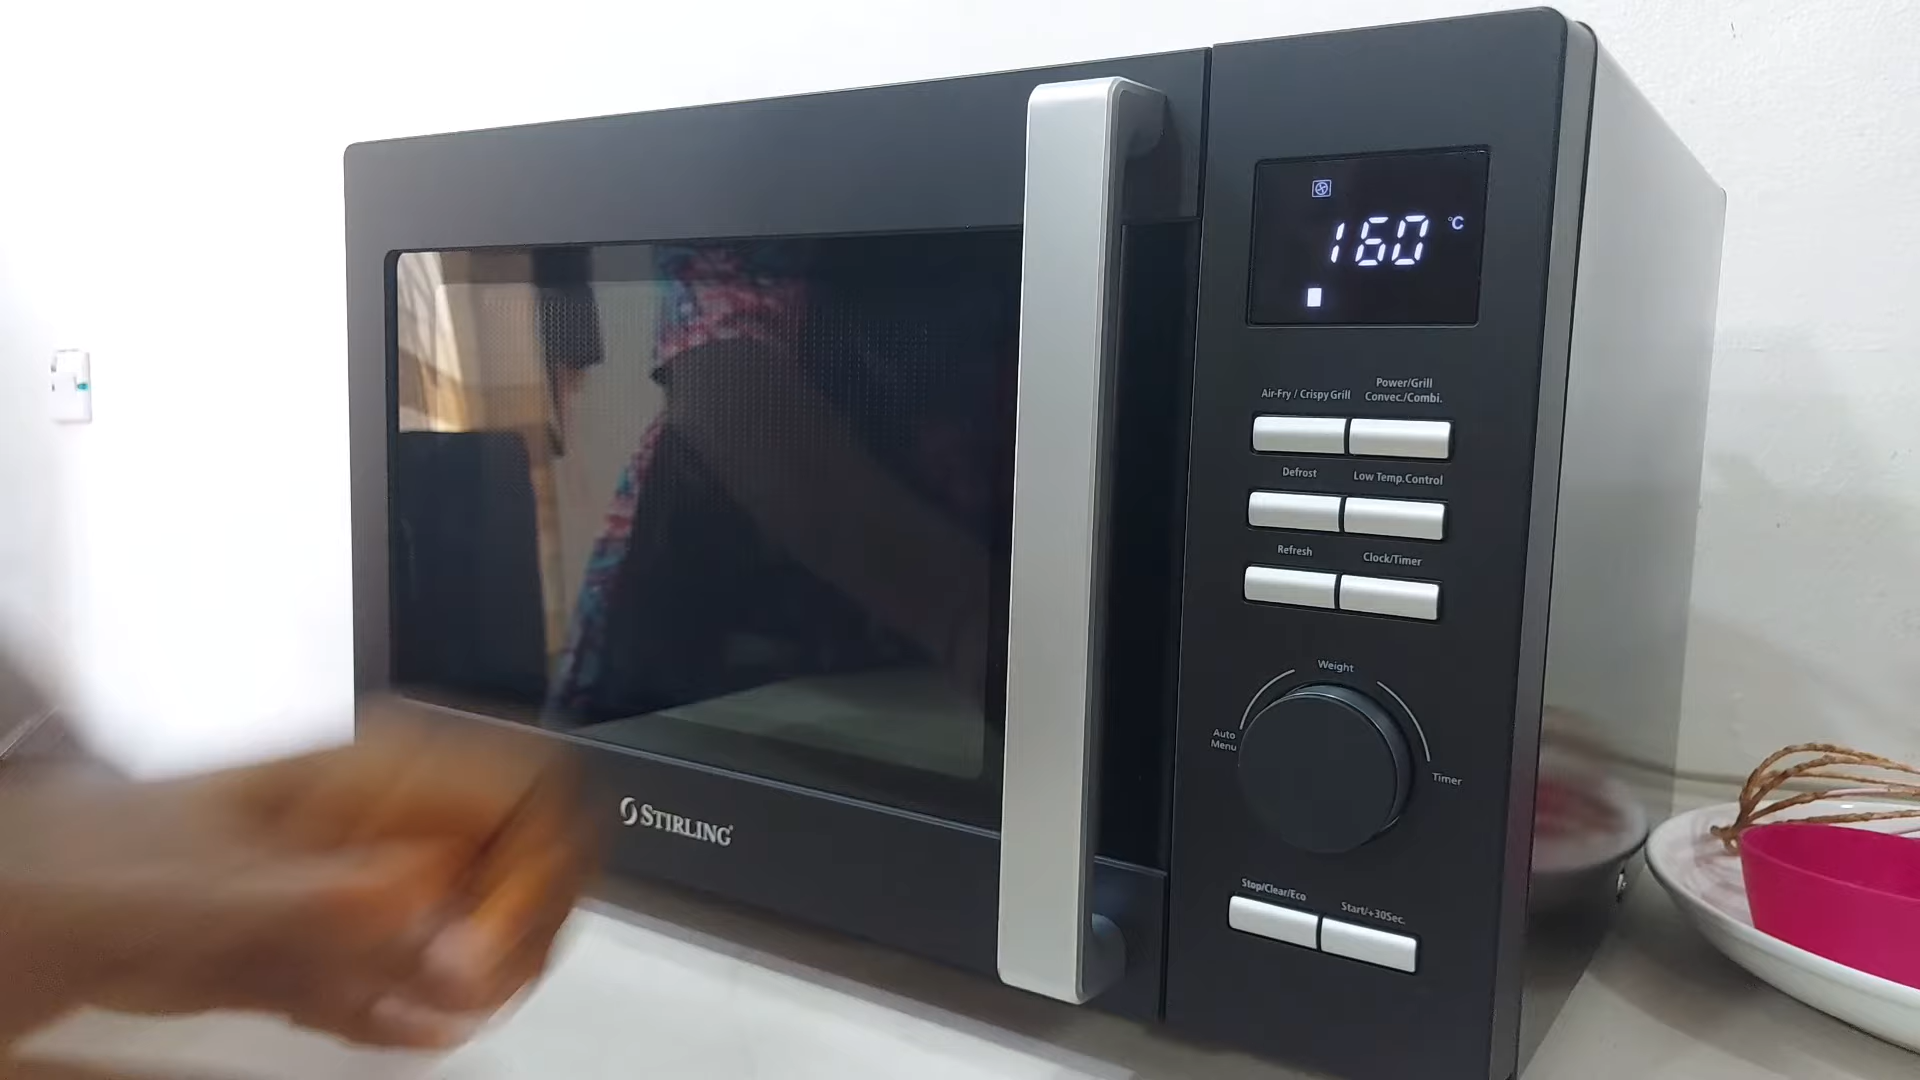 160 °C
Air-Fry / Crispy Grill
Power/Grill
Convec./Combi.
Defrost
Low Temp.Control
Refresh
Clock/Timer
Weight
Auto
Menu
Timer
STIRLING
Stop/Clear/Eco
Start/+30Sec.